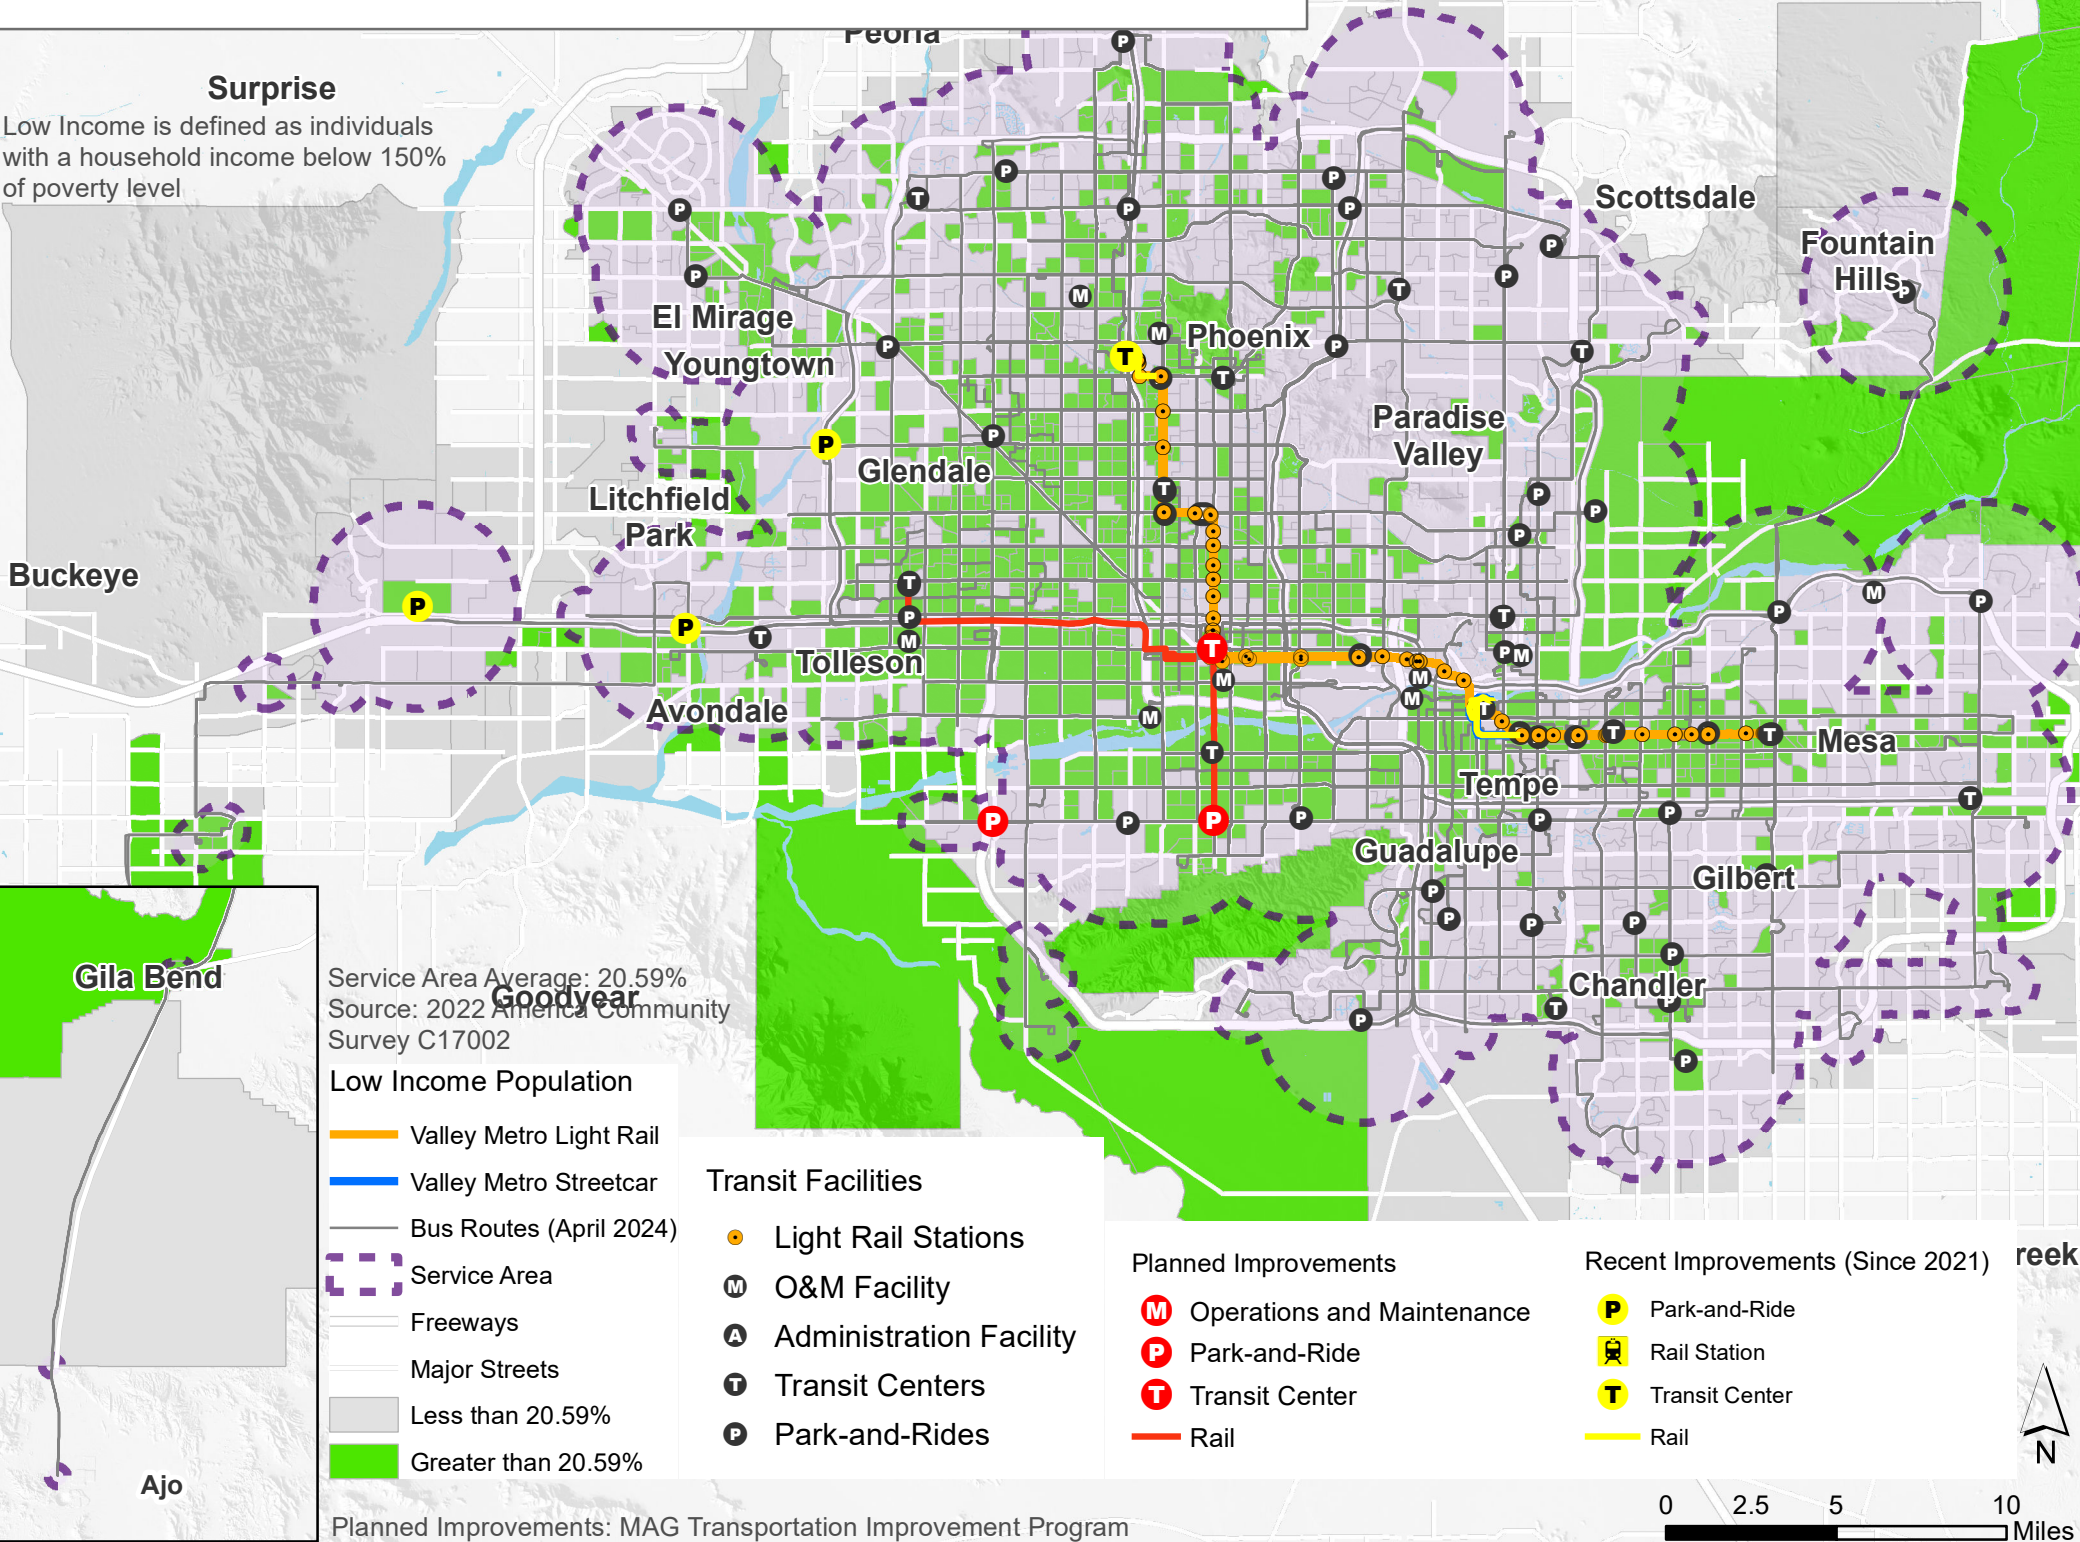 Peoria
Surprise
Low Income is defined as individuals
with a household income below 150%
of poverty level
Scottsdale
Fountain
Hills
El Mirage
Youngtown
Phoenix
Paradise
Valley
Glendale
Litchfield
Park
Buckeye
Tolleson
Avondale
Mesa
Tempe
Guadalupe
Gilbert
Chandler
Gila Bend
Goodyear
Service Area Average: 20.59%
Source: 2022 America Community
Survey C17002
Low Income Population
Valley Metro Light Rail
Valley Metro Streetcar
Bus Routes (April 2024)
Service Area
Freeways
Major Streets
Less than 20.59%
Greater than 20.59%
Transit Facilities
Light Rail Stations
M O&M Facility
A Administration Facility
T Transit Centers
P Park-and-Rides
Planned Improvements
M Operations and Maintenance
P Park-and-Ride
T Transit Center
Rail
Recent Improvements (Since 2021)
P Park-and-Ride
Rail Station
T Transit Center
Rail
reek
N
Ajo
0 2.5 5 10
Miles
Planned Improvements: MAG Transportation Improvement Program